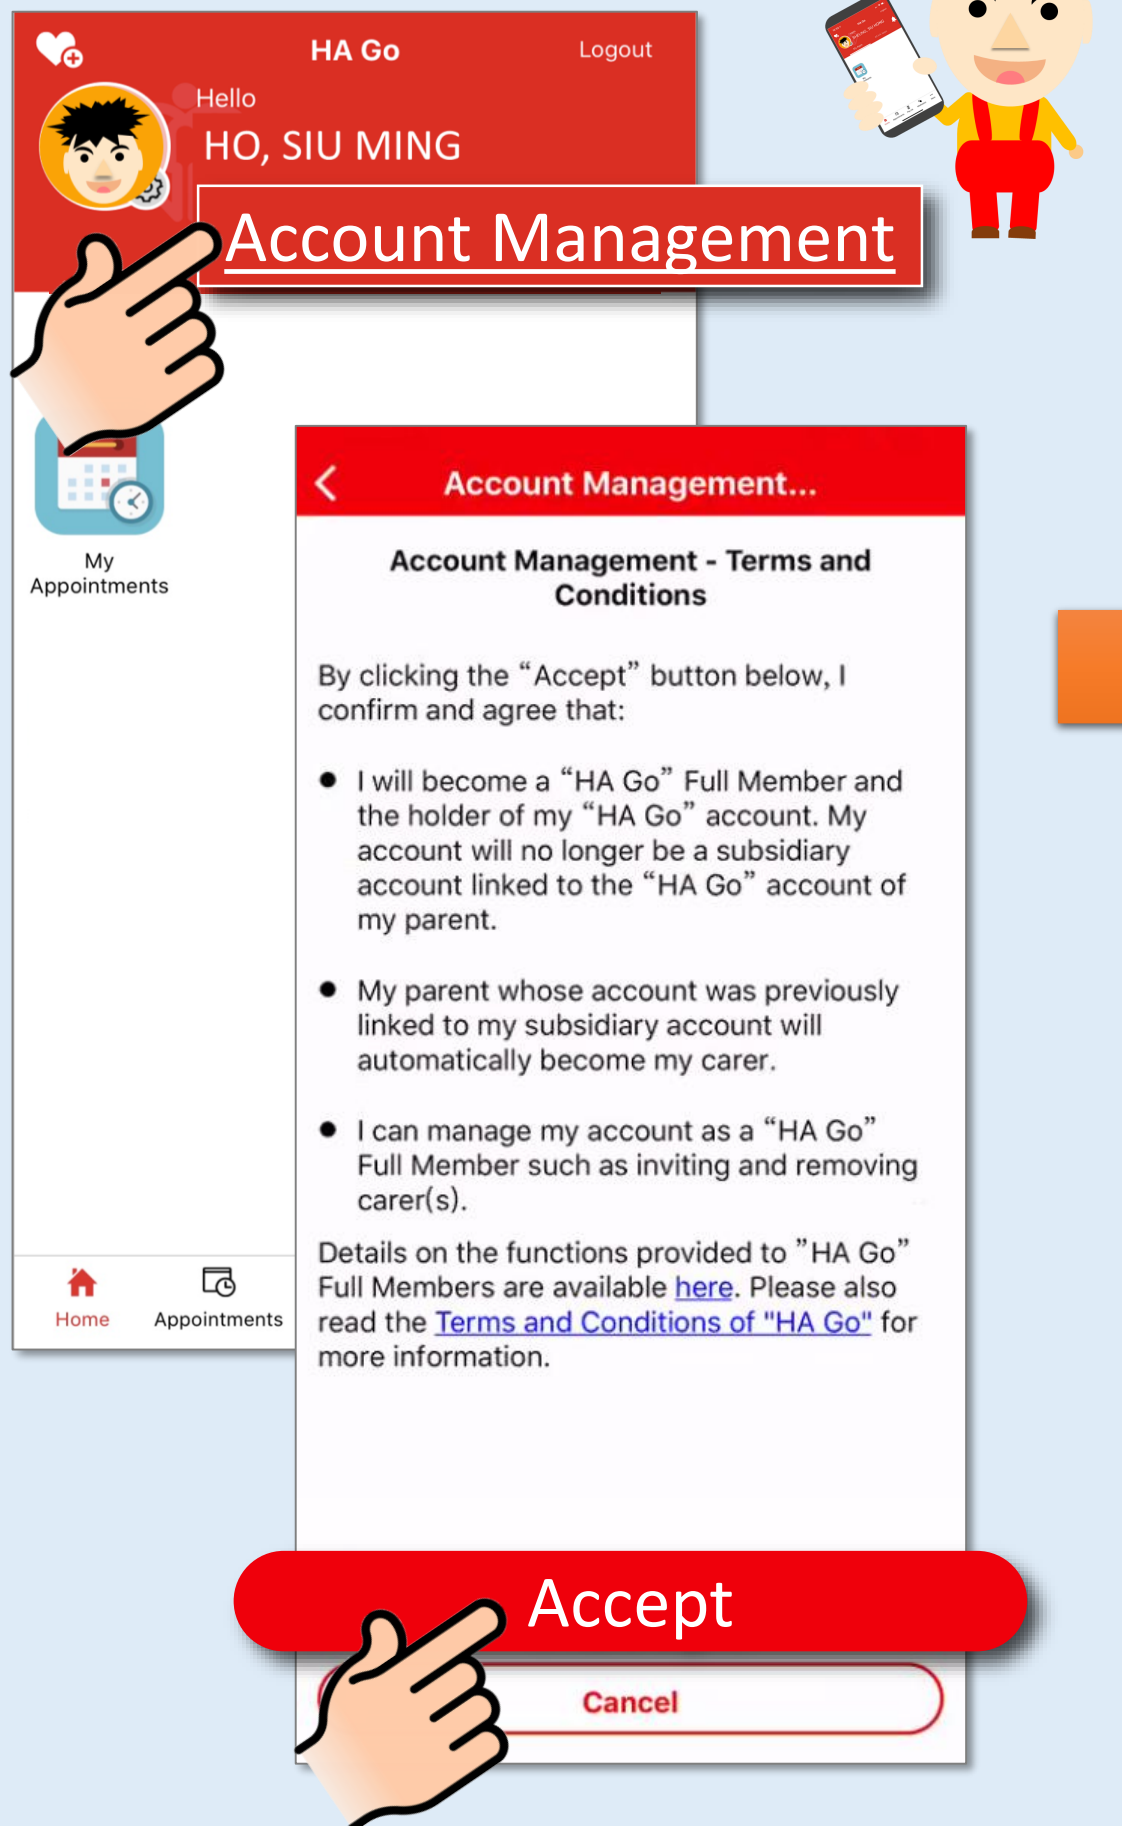 HA Go
Logout
Hello
HO, SIU MING
Account Management
My
Appointments
Home
Appointments
Account Management...
Account Management - Terms and
Conditions
By clicking the “Accept” button below, I
confirm and agree that:
● I will become a “HA Go” Full Member and
the holder of my “HA Go” account. My
account will no longer be a subsidiary
account linked to the “HA Go” account of
my parent.
● My parent whose account was previously
linked to my subsidiary account will
automatically become my carer.
● I can manage my account as a “HA Go”
Full Member such as inviting and removing
carer(s).
Details on the functions provided to ”HA Go”
Full Members are available here. Please also
read the Terms and Conditions of "HA Go" for
more information.
Accept
Cancel